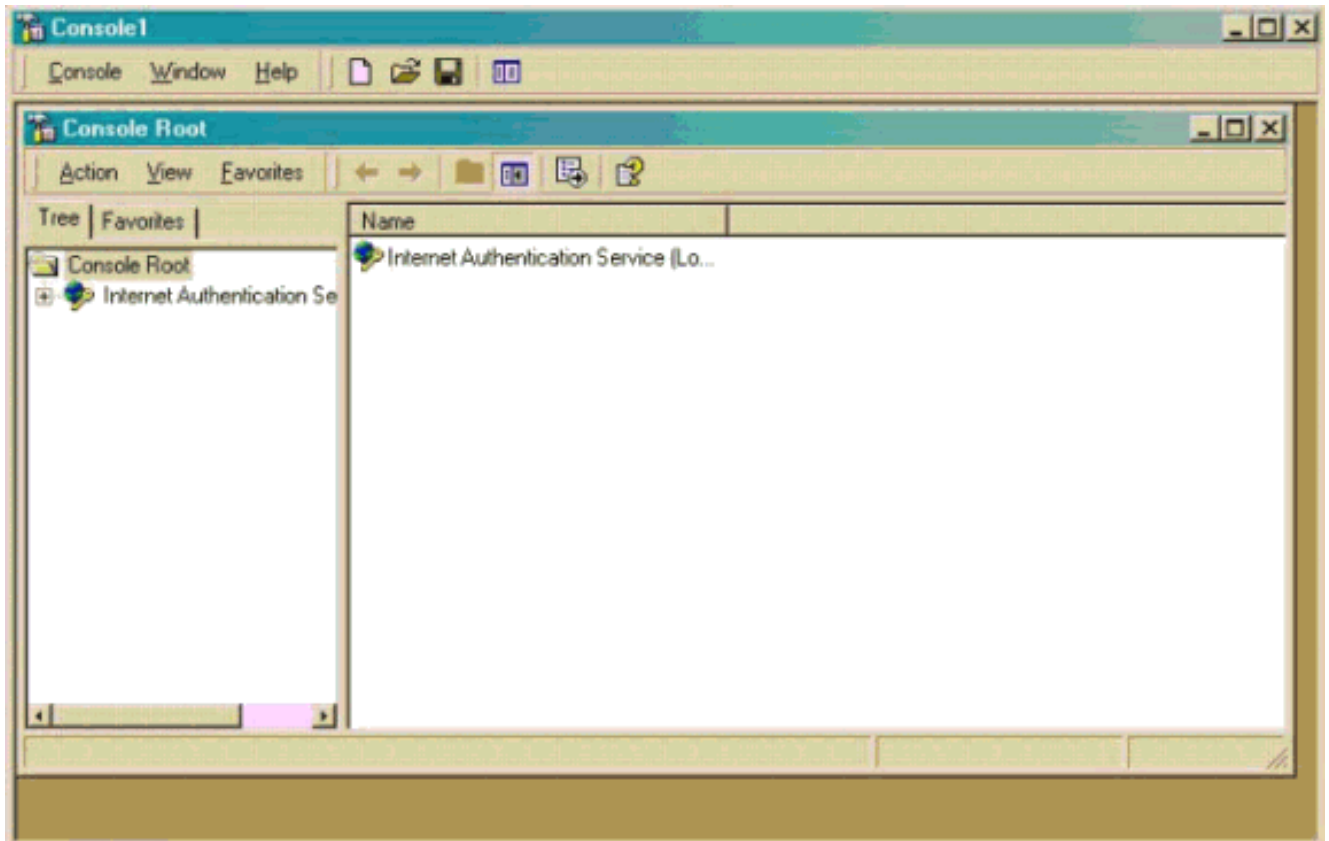 Console1
Console Window Help
Console Root
Action View Favorites
Tree Favorites Name
Console Root Internet Authentication Service (Lo...
Internet Authentication Se